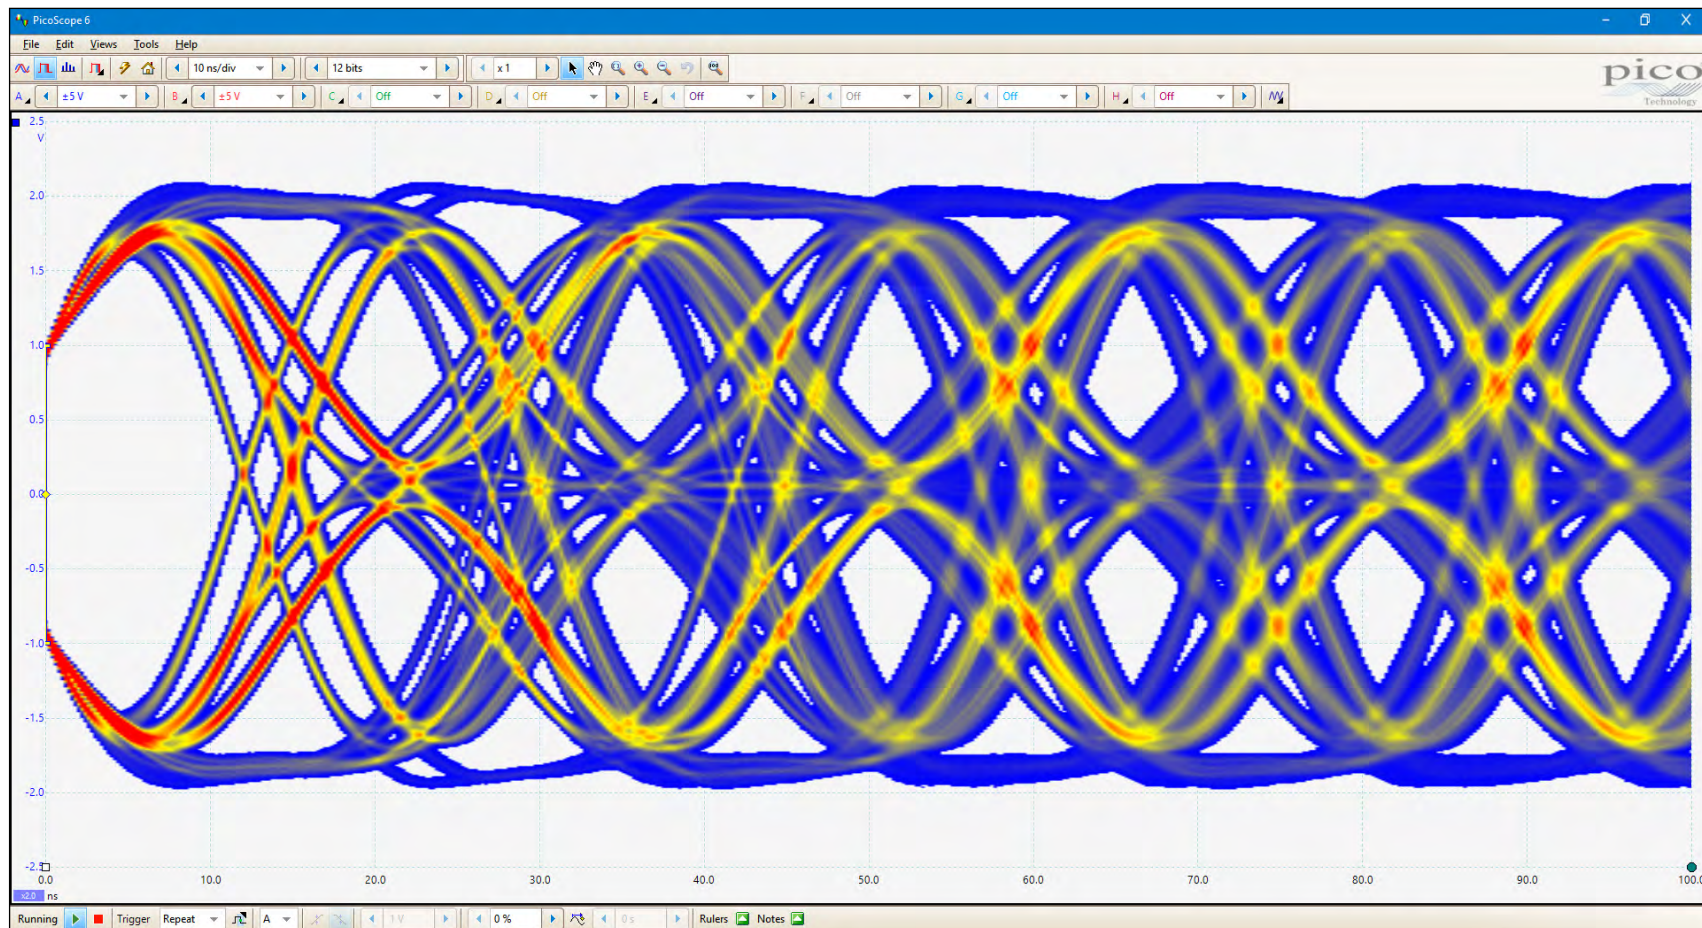 PicoScope 6
File Edit Views Tools Help
10 ns/div 12 bits x 1
pico
Technology
A ±5 V B ±5 V C Off D Off E Off F Off G Off H Off
2.5
V
2.0
1.5
1.0
0.5
0.0
-0.5
-1.0
-1.5
-2.0
-2.5
0.0 10.0 20.0 30.0 40.0 50.0 60.0 70.0 80.0 90.0 100.0
x2.0 ns
Running Trigger Repeat A 1 V 0 % 0 s Rulers Notes